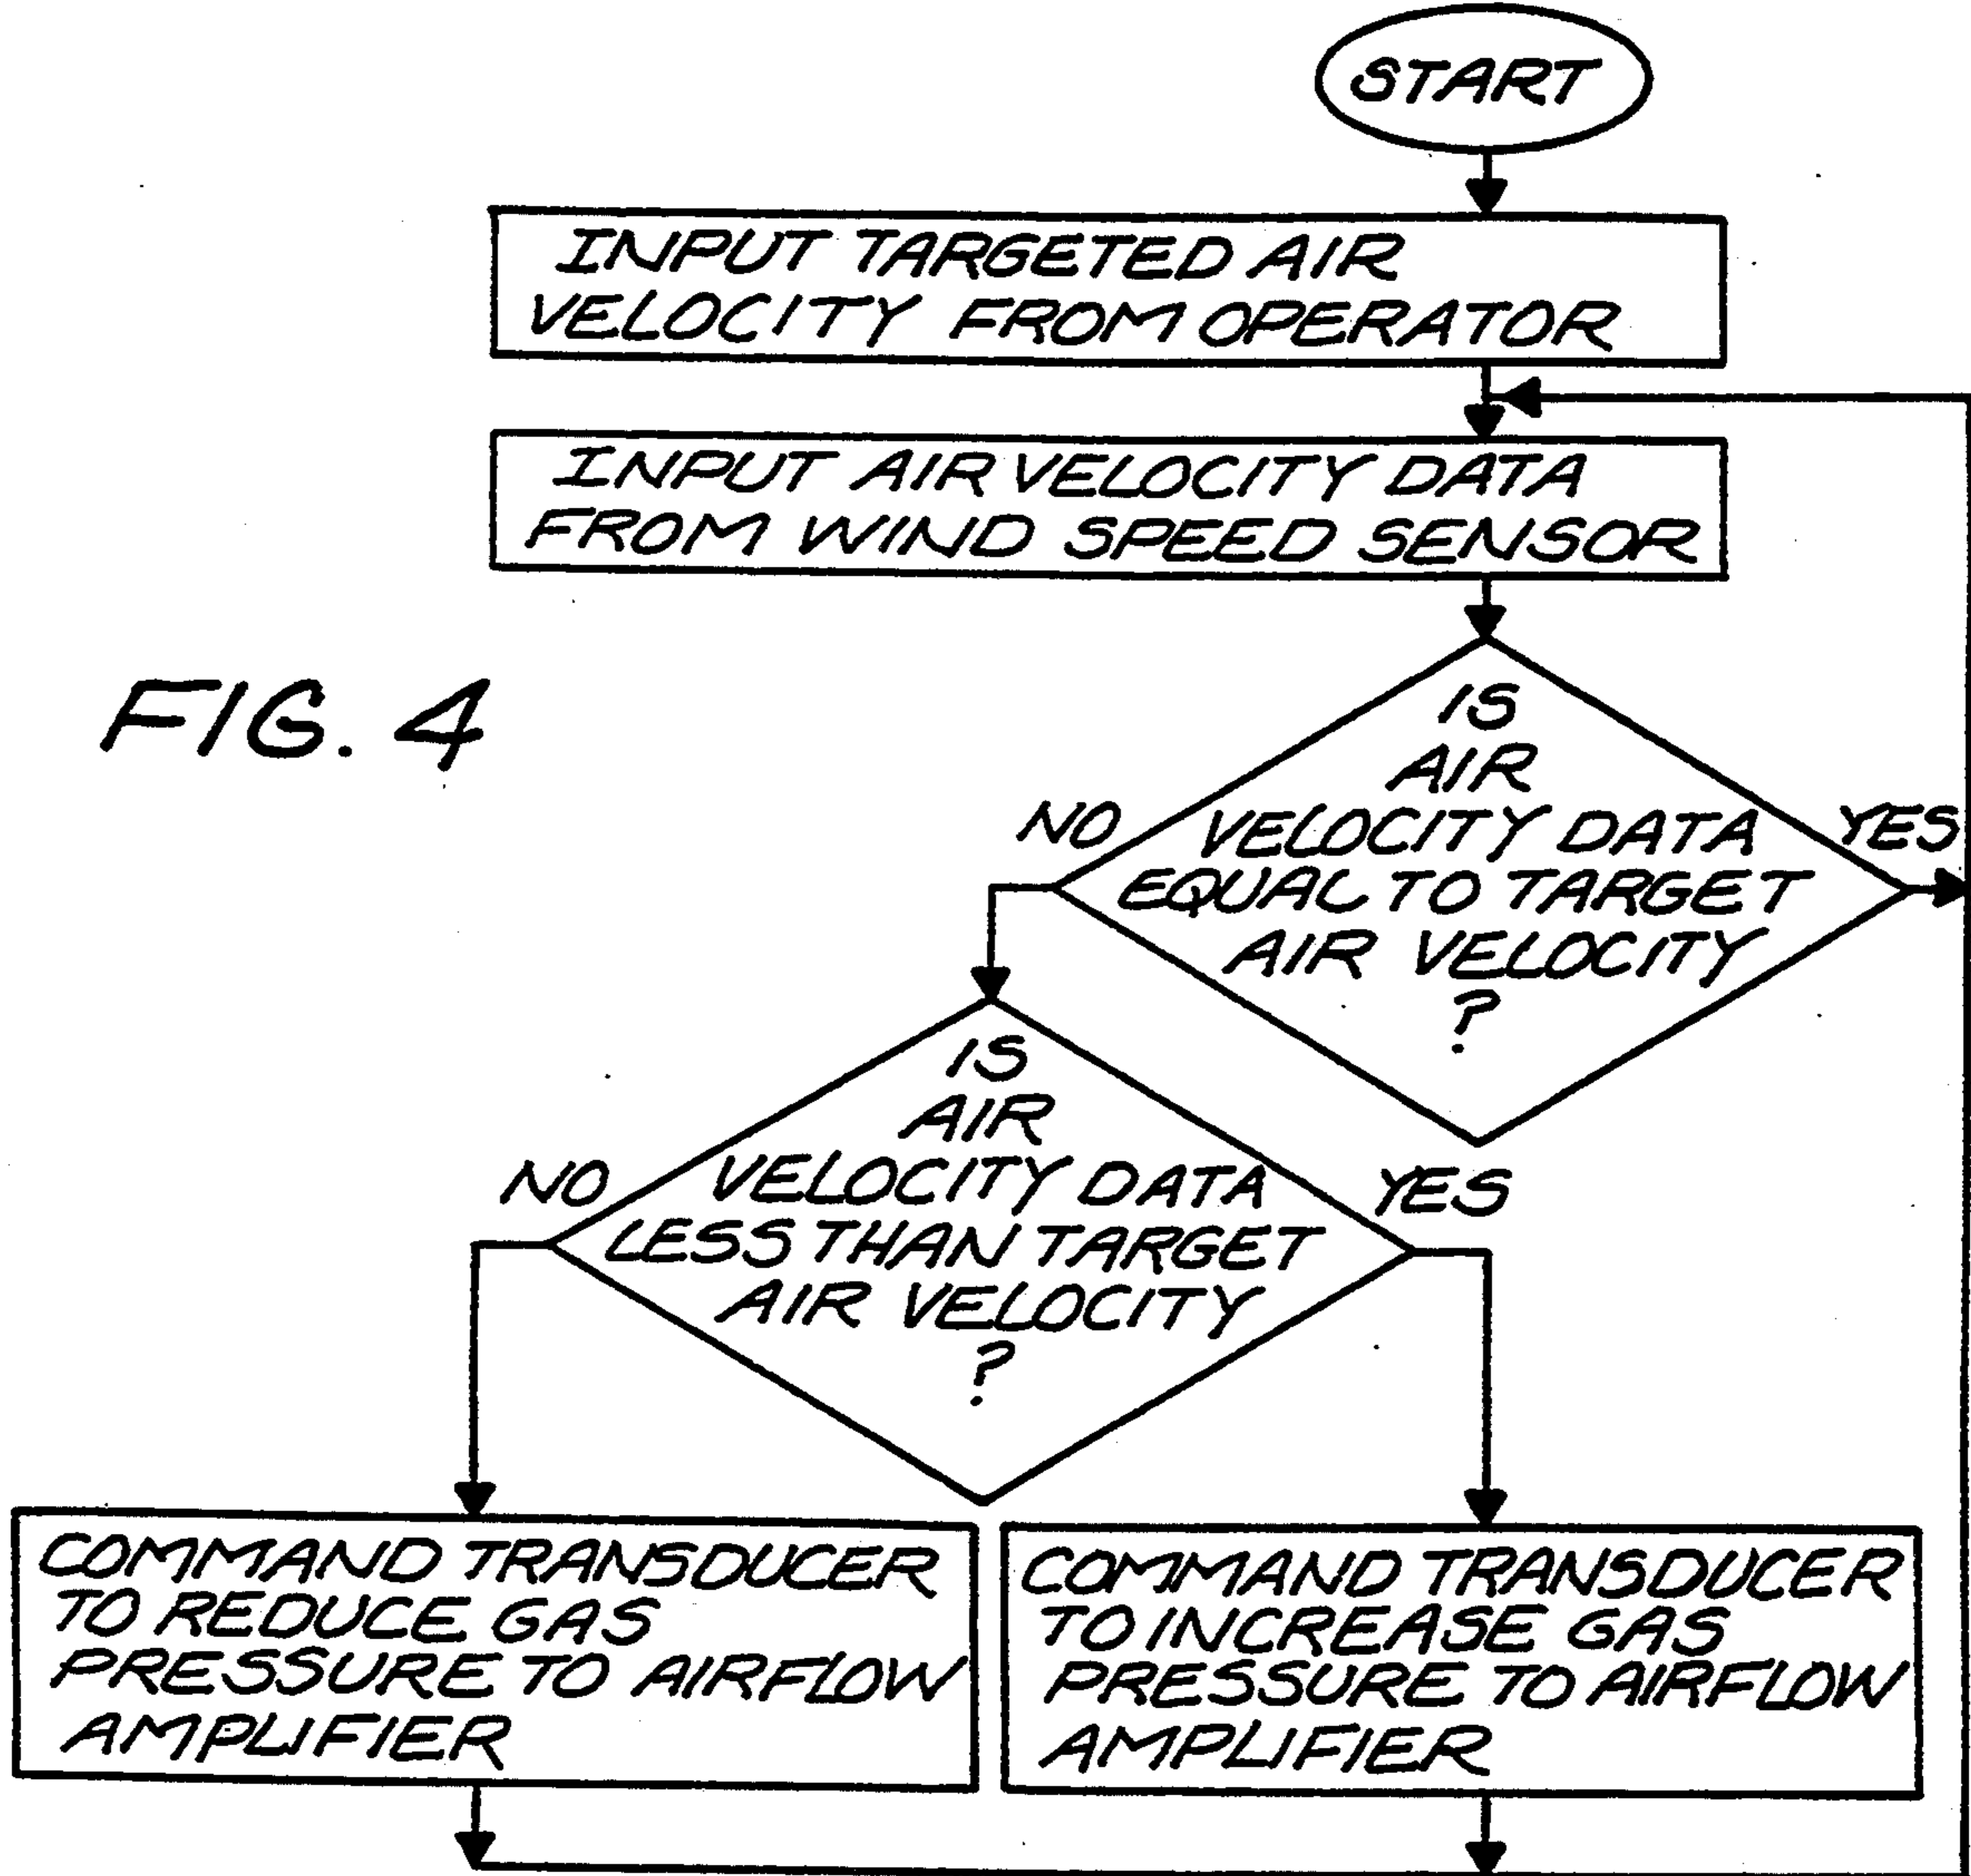 START
INPUT TARGETED AIR
VELOCITY FROM OPERATOR
INPUT AIR VELOCITY DATA
FROM WIND SPEED SENSOR
FIG. 4
IS
AIR
VELOCITY DATA
EQUAL TO TARGET
AIR VELOCITY
?
NO
YES
IS
AIR
VELOCITY DATA
LESS THAN TARGET
AIR VELOCITY
?
NO
YES
COMMAND TRANSDUCER
TO REDUCE GAS
PRESSURE TO AIRFLOW
AMPLIFIER
COMMAND TRANSDUCER
TO INCREASE GAS
PRESSURE TO AIRFLOW
AMPLIFIER